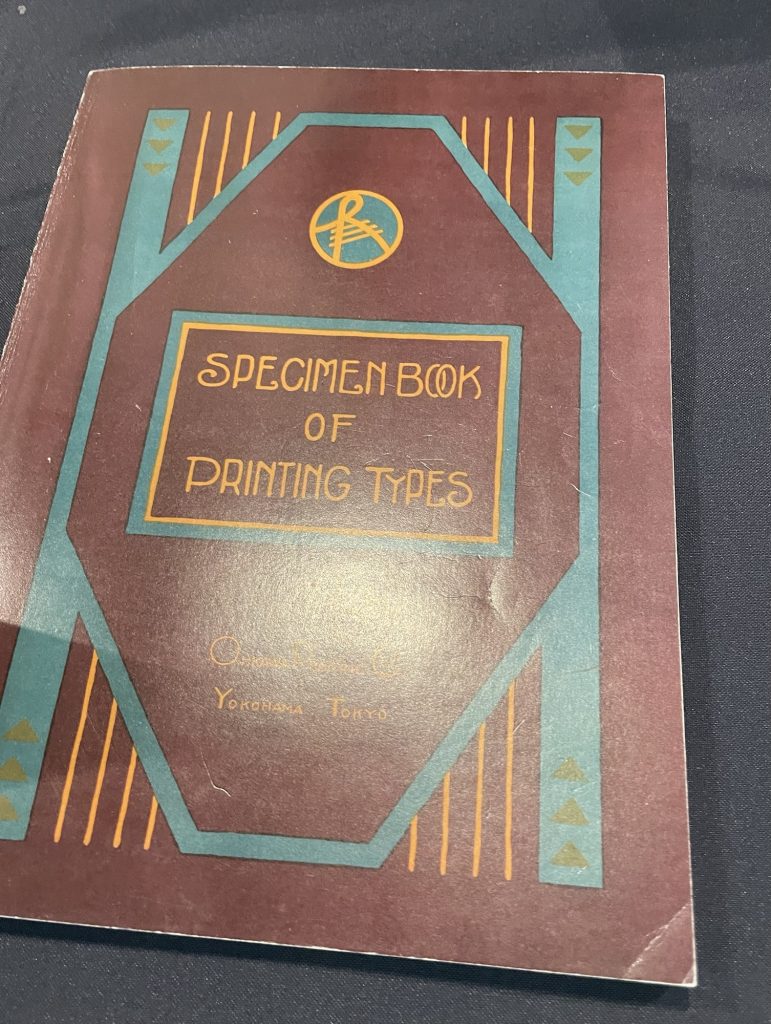 SPECIMEN BOOK
OF
PRINTING TYPES
YOKOHAMA TOKYO